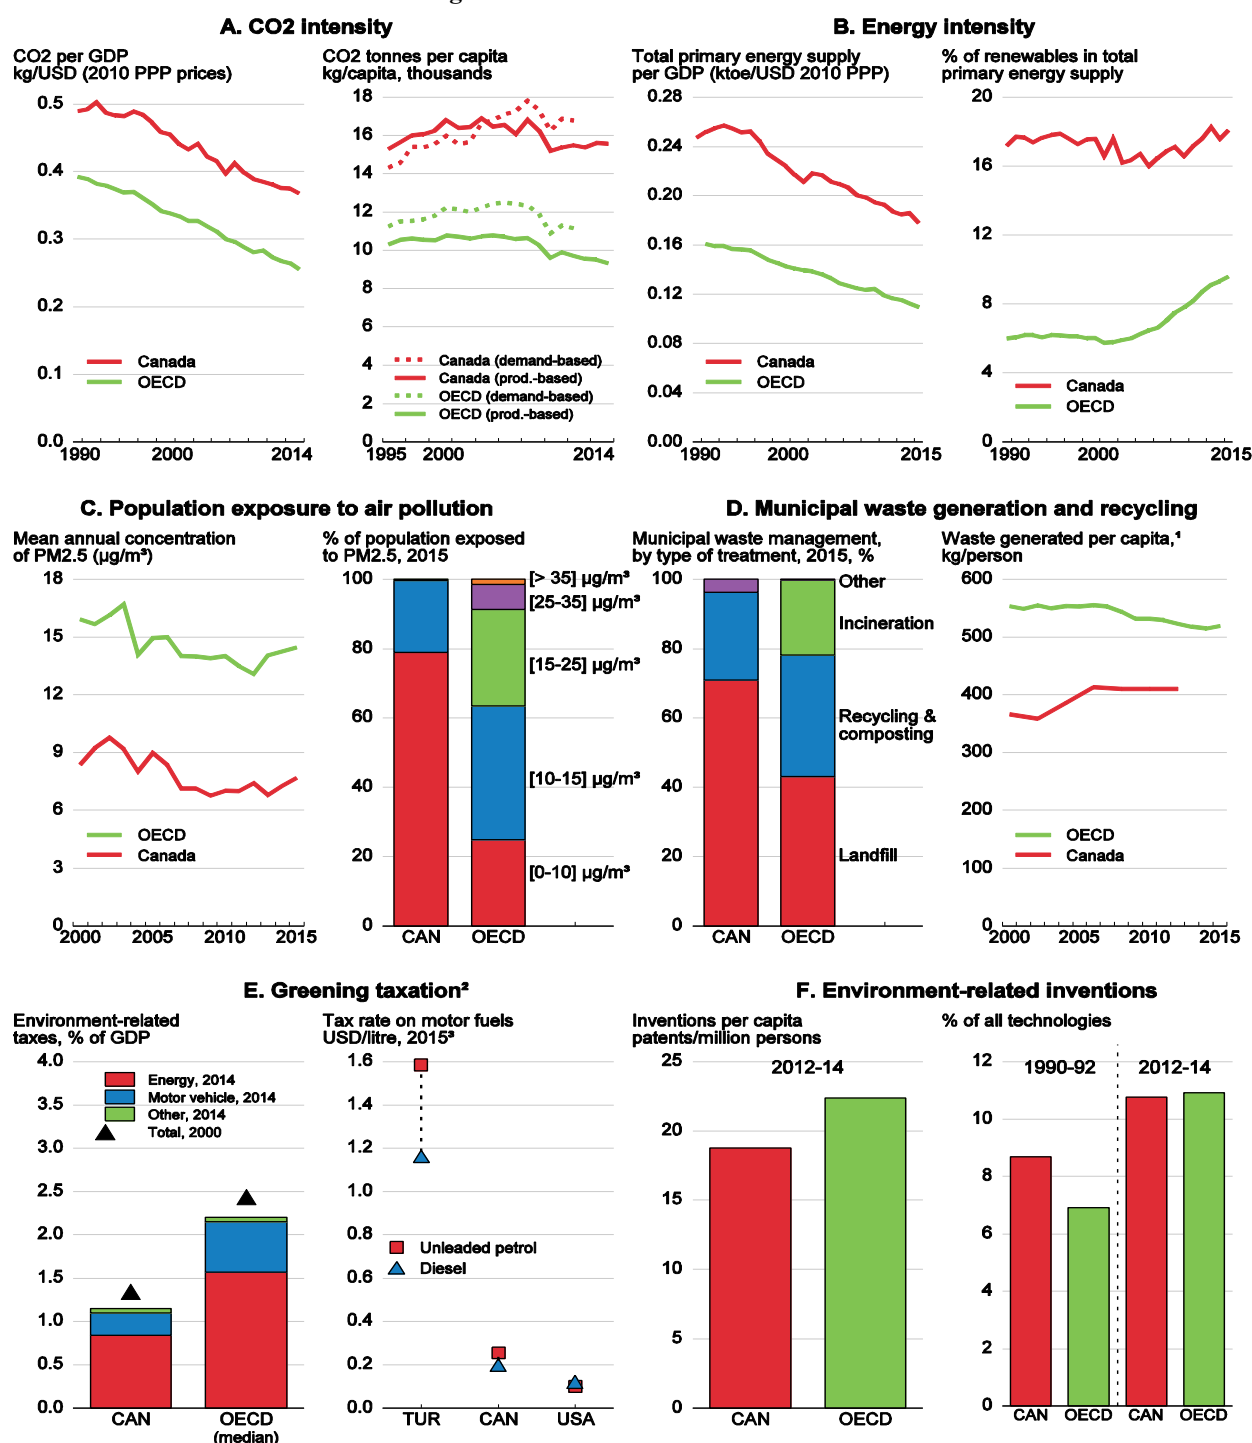 A. CO2 intensity
B. Energy intensity
CO2 per GDP
kg/USD (2010 PPP prices)
0.5
0.4
0.3
0.2
0.1
0.0
1990
2000
2014
Canada
OECD
CO2 tonnes per capita
kg/capita, thousands
18
16
14
12
10
8
6
4
2
0
1995
2000
2014
Canada (demand-based)
Canada (prod.-based)
OECD (demand-based)
OECD (prod.-based)
Total primary energy supply
per GDP (ktoe/USD 2010 PPP)
0.28
0.24
0.20
0.16
0.12
0.08
0.04
0.00
1990
2000
2015
Canada
OECD
% of renewables in total
primary energy supply
20
16
12
8
4
0
1990
2000
2015
Canada
OECD
C. Population exposure to air pollution
D. Municipal waste generation and recycling
Mean annual concentration
of PM2.5 (µg/m³)
18
15
12
9
6
3
0
2000
2005
2010
2015
OECD
Canada
% of population exposed
to PM2.5, 2015
100
80
60
40
20
0
CAN
OECD
[> 35] µg/m³
[25-35] µg/m³
[15-25] µg/m³
[10-15] µg/m³
[0-10] µg/m³
Municipal waste management,
by type of treatment, 2015, %
100
80
60
40
20
0
CAN
OECD
Other
Incineration
Recycling &
composting
Landfill
Waste generated per capita,¹
kg/person
600
500
400
300
200
100
0
2000
2005
2010
2015
OECD
Canada
E. Greening taxation²
F. Environment-related inventions
Environment-related
taxes, % of GDP
4.0
3.5
3.0
2.5
2.0
1.5
1.0
0.5
0.0
Energy, 2014
Motor vehicle, 2014
Other, 2014
Total, 2000
CAN
OECD
(median)
Tax rate on motor fuels
USD/litre, 2015³
1.6
1.4
1.2
1.0
0.8
0.6
0.4
0.2
0.0
Unleaded petrol
Diesel
TUR
CAN
USA
Inventions per capita
patents/million persons
25
20
15
10
5
0
2012-14
CAN
OECD
% of all technologies
12
10
8
6
4
2
0
1990-92
2012-14
CAN
OECD
CAN
OECD